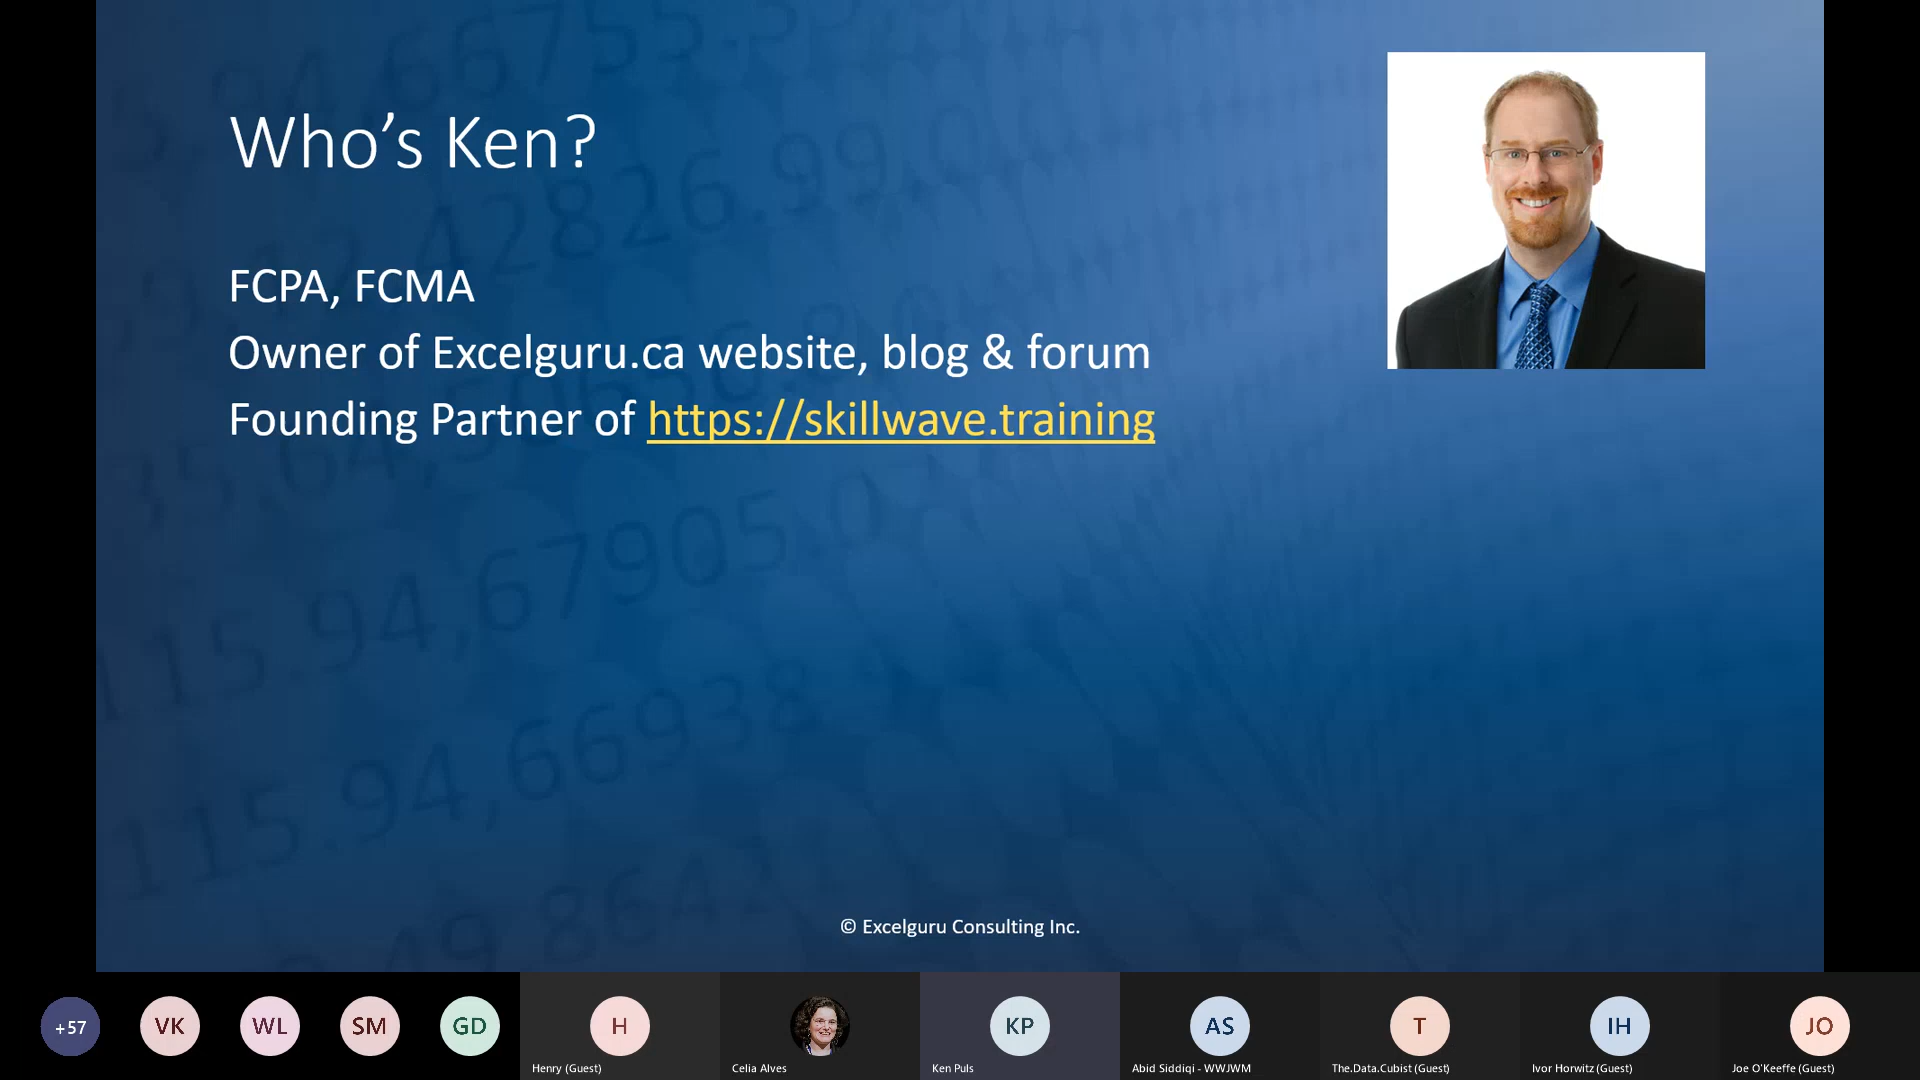 Who’s Ken?
FCPA, FCMA
Owner of Excelguru.ca website, blog & forum
Founding Partner of https://skillwave.training
© Excelguru Consulting Inc.
+57
VK
WL
SM
GD
H
KP
AS
T
IH
JO
Henry (Guest)
Celia Alves
Ken Puls
Abid Siddiqi - WWJWM
The.Data.Cubist (Guest)
Ivor Horwitz (Guest)
Joe O'Keeffe (Guest)